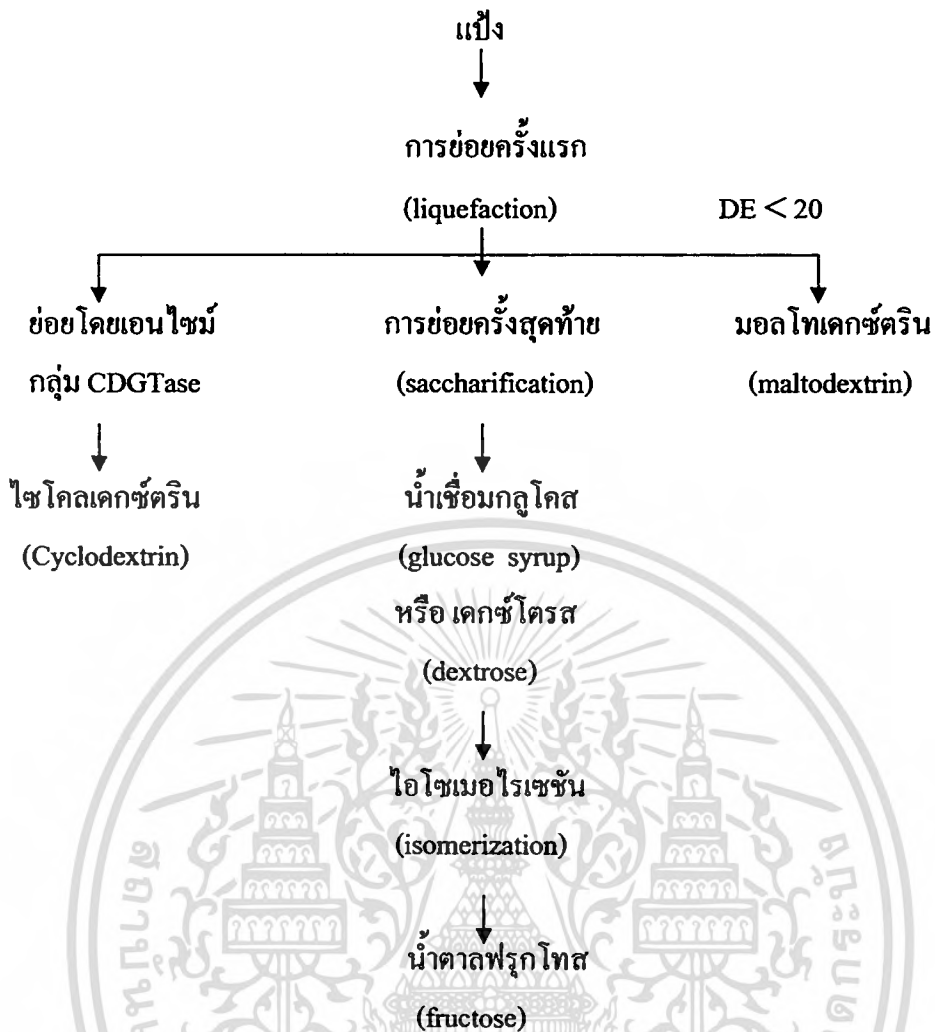 แป้ง
การย่อยครั้งแรก
(liquefaction) DE < 20
ย่อยโดยเอนไซม์ การย่อยครั้งสุดท้าย มอลโทเดกซ์ตริน
กลุ่ม CDGTase (saccharification) (maltodextrin)
ไซโคลเดกซ์ตริน น้ำเชื่อมกลูโคส
(Cyclodextrin) (glucose syrup)
หรือ เดกซ์โตรส
(dextrose)
ไอโซเมอไรเซชัน
(isomerization)
น้ำตาลฟรุกโทส
(fructose)